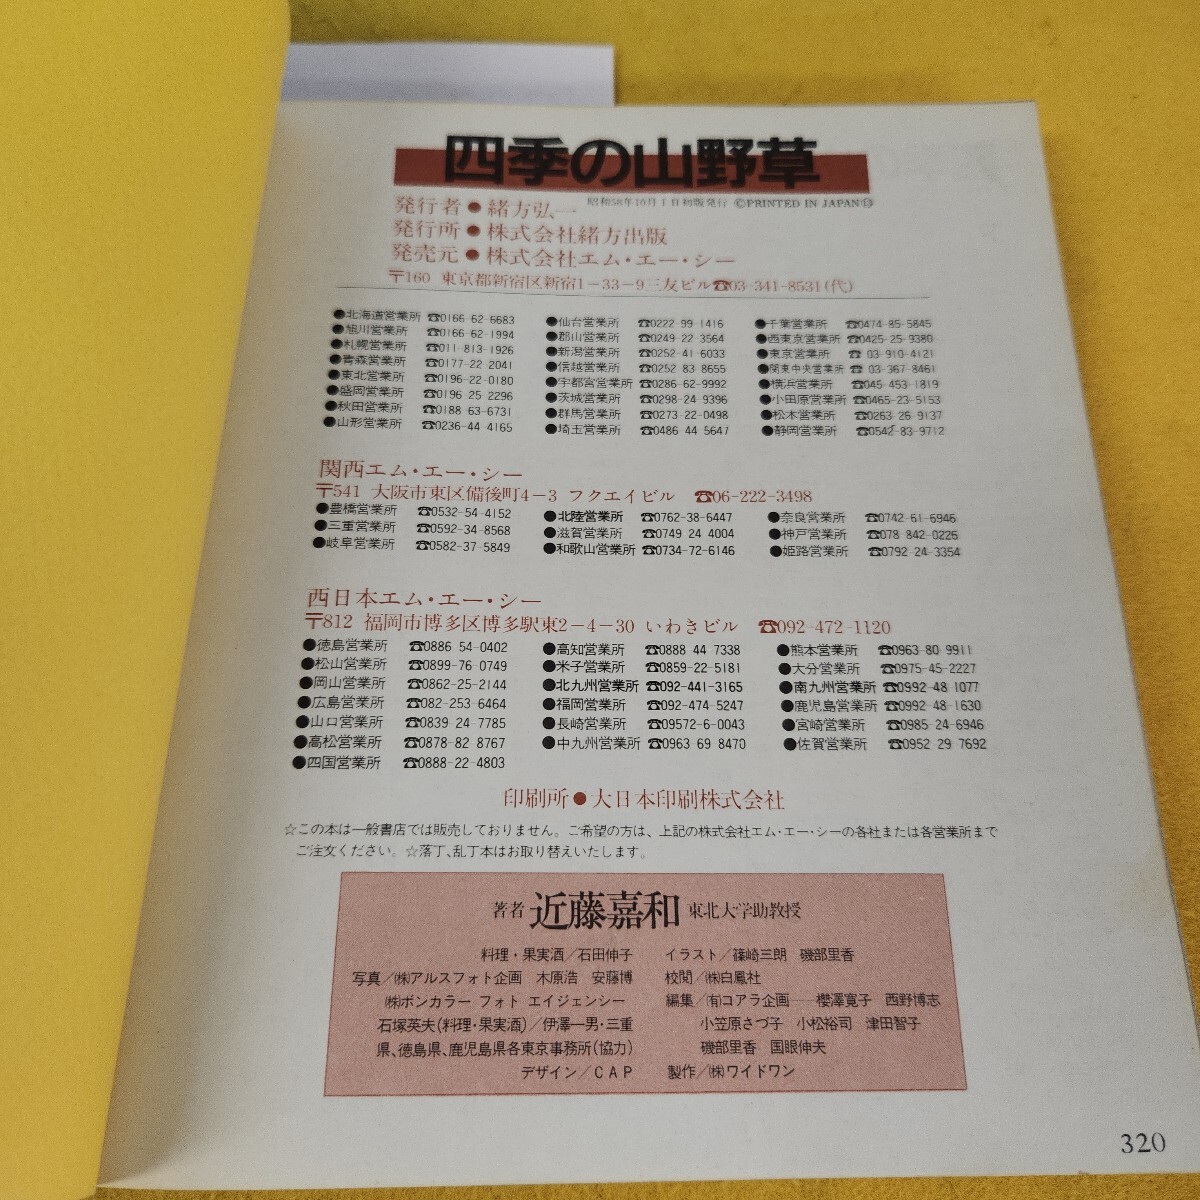 四季の山野草
昭和58年10月1日初版発行 ©PRINTED IN JAPAN⑬
発行者●緒方弘一
発行所●株式会社緒方出版
発売元●株式会社エム・エー・シー
〒160 東京都新宿区新宿1－33－9三友ビル☎03-341-8531(代)
●北海道営業所 ☎0166 62-6683 ●仙台営業所 ☎0222 99-1416 ●千葉営業所 ☎0474-85-5845
●旭川営業所 ☎0166-62-1994 ●郡山営業所 ☎0249-22-3564 ●西東京営業所 ☎0425-25-9380
●札幌営業所 ☎011-813-1926 ●新潟営業所 ☎0252-41-6033 ●東京営業所 ☎03-910-4121
●青森営業所 ☎0177-22-2041 ●信越営業所 ☎0252 83-8655 ●関東中央営業所 ☎03-367-8461
●東北営業所 ☎0196-22-0180 ●宇都宮営業所 ☎0286-62-9992 ●横浜営業所 ☎045-453-1819
●盛岡営業所 ☎0196-25 2296 ●茨城営業所 ☎0298-24-9396 ●小田原営業所 ☎0465-23-5153
●秋田営業所 ☎0188 63-6731 ●群馬営業所 ☎0273-22-0498 ●松本営業所 ☎0263 26-9137
●山形営業所 ☎0236-44-4165 ●埼玉営業所 ☎0486 44 5647 ●静岡営業所 ☎0542-83-9712
関西エム・エー・シー
〒541 大阪市東区備後町4－3 フクエイビル ☎06-222-3498
●豊橋営業所 ☎0532-54-4152 ●北陸営業所 ☎0762-38-6447 ●奈良営業所 ☎0742-61-6946
●三重営業所 ☎0592-34-8568 ●滋賀営業所 ☎0749 24 4004 ●神戸営業所 ☎078 842-0226
●岐阜営業所 ☎0582-37-5849 ●和歌山営業所 ☎0734-72-6146 ●姫路営業所 ☎0792-24-3354
西日本エム・エー・シー
〒812 福岡市博多区博多駅東2－4－30 いわきビル ☎092-472-1120
●徳島営業所 ☎0886 54-0402 ●高知営業所 ☎0888 44 7338 ●熊本営業所 ☎0963-80 9911
●松山営業所 ☎0899-76 0749 ●米子営業所 ☎0859-22-5181 ●大分営業所 ☎0975-45-2227
●岡山営業所 ☎0862-25-2144 ●北九州営業所 ☎092-441-3165 ●南九州営業所 ☎0992-48 1077
●広島営業所 ☎082-253-6464 ●福岡営業所 ☎092-474-5247 ●鹿児島営業所 ☎0992-48-1630
●山口営業所 ☎0839 24 7785 ●長崎営業所 ☎09572-6-0043 ●宮崎営業所 ☎0985-24-6946
●高松営業所 ☎0878-82 8767 ●中九州営業所 ☎0963 69 8470 ●佐賀営業所 ☎0952 29 7692
●四国営業所 ☎0888-22-4803
印刷所●大日本印刷株式会社
☆この本は一般書店では販売しておりません。ご希望の方は、上記の株式会社エム・エー・シーの各社または各営業所まで
ご注文ください。☆落丁、乱丁本はお取り替えいたします。
著者 近藤嘉和 東北大学助教授
料理・果実酒／石田伸子
写真／㈱アルスフォト企画 木原浩 安藤博
㈱ボンカラー フォト エイジェンシー
石塚英夫(料理・果実酒)／伊澤一男・三重
県、徳島県、鹿児島県各東京事務所(協力)
デザイン／CAP
イラスト／篠崎三朗 磯部里香
校閲／㈱白鳳社
編集／㈲コアラ企画──櫻澤寛子 西野博志
小笠原さづ子 小松裕司 津田智子
磯部里香 国眼伸夫
製作／㈱ワイドワン
320